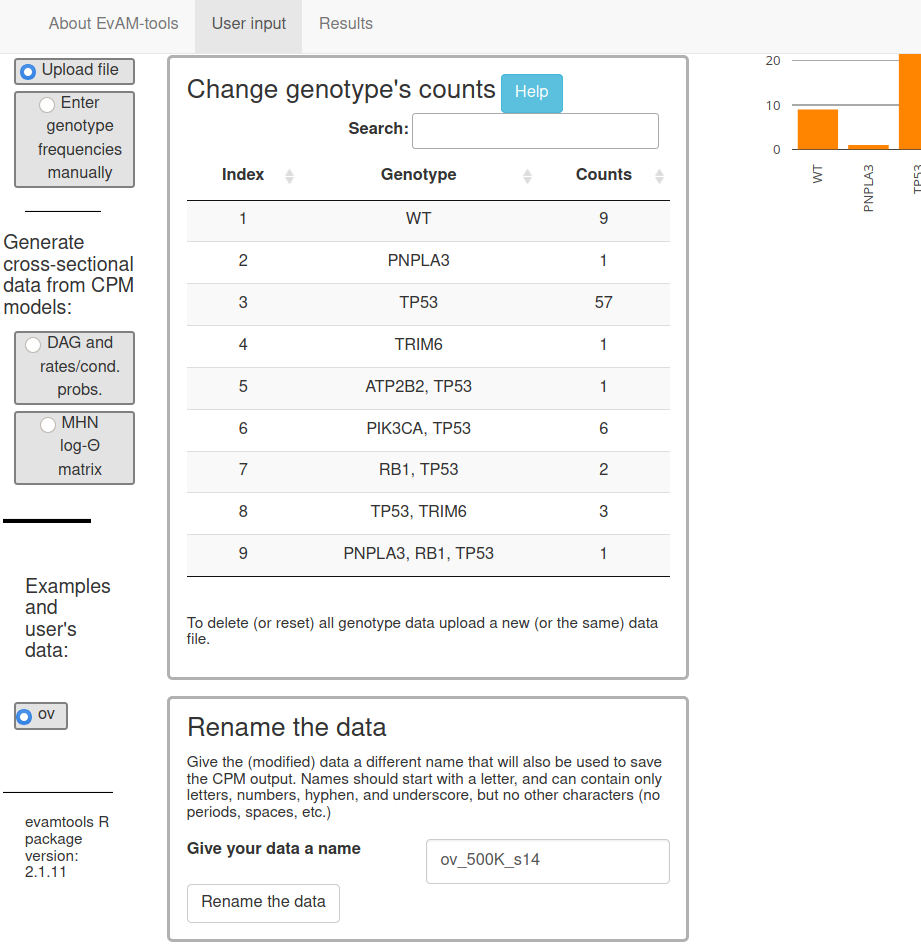 About EvAM-tools User input Results
Upload file
Enter
genotype
frequencies
manually
Generate
cross-sectional
data from CPM
models:
DAG and
rates/cond.
probs.
MHN
log-Θ
matrix
Examples
and
user's
data:
ov
evamtools R
package
version:
2.1.11
Change genotype's counts Help
Search:
Index Genotype Counts
1 WT 9
2 PNPLA3 1
3 TP53 57
4 TRIM6 1
5 ATP2B2, TP53 1
6 PIK3CA, TP53 6
7 RB1, TP53 2
8 TP53, TRIM6 3
9 PNPLA3, RB1, TP53 1
To delete (or reset) all genotype data upload a new (or the same) data
file.
Rename the data
Give the (modified) data a different name that will also be used to save
the CPM output. Names should start with a letter, and can contain only
letters, numbers, hyphen, and underscore, but no other characters (no
periods, spaces, etc.)
Give your data a name
ov_500K_s14
Rename the data
20
10
0
WT
PNPLA3
TP53